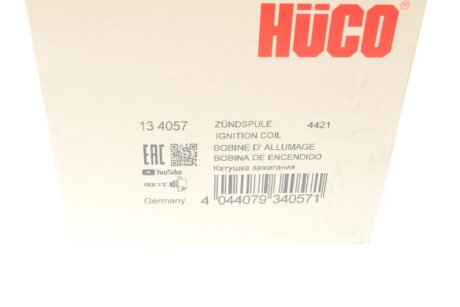 HÜCO®
13 4057 ZÜNDSPULE 4421
IGNITION COIL
EAC BOBINE D' ALLUMAGE
BOBINA DE ENCENDIDO
YouTube Катушка зажигания
Germany 4 044079 340571